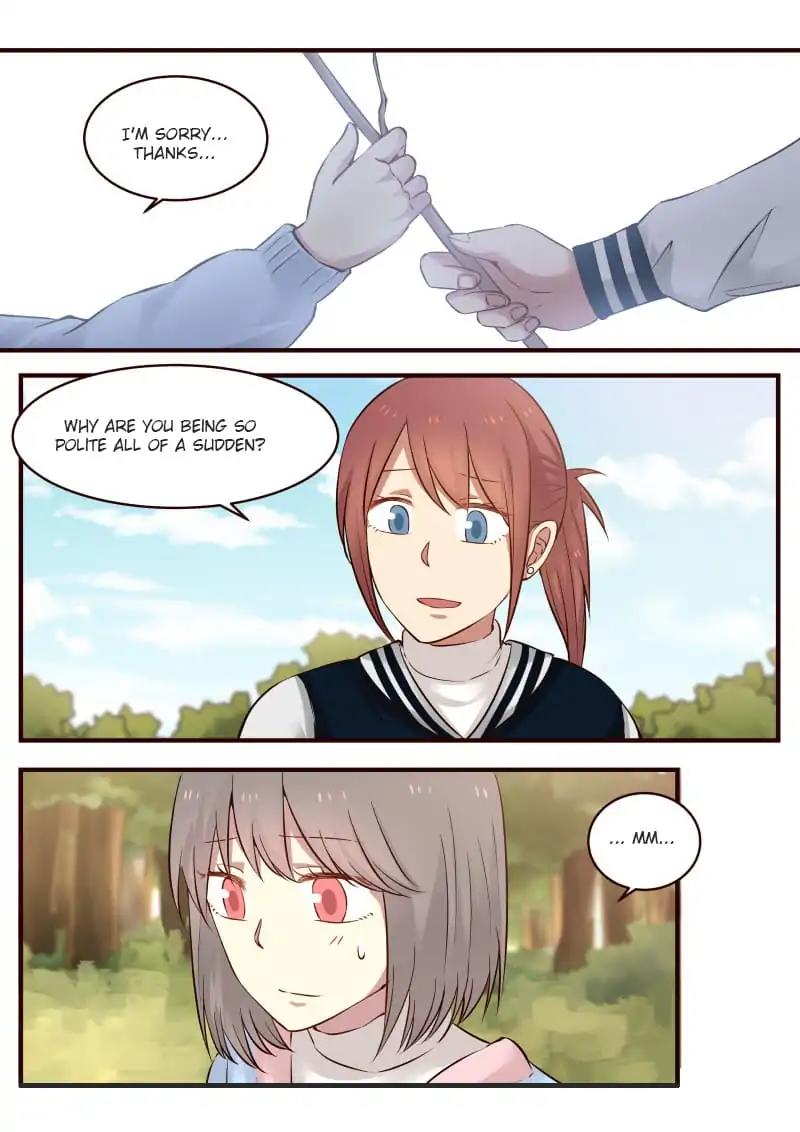 I'M SORRY...
THANKS...
WHY ARE YOU BEING SO
POLITE ALL OF A SUDDEN?
... MM...